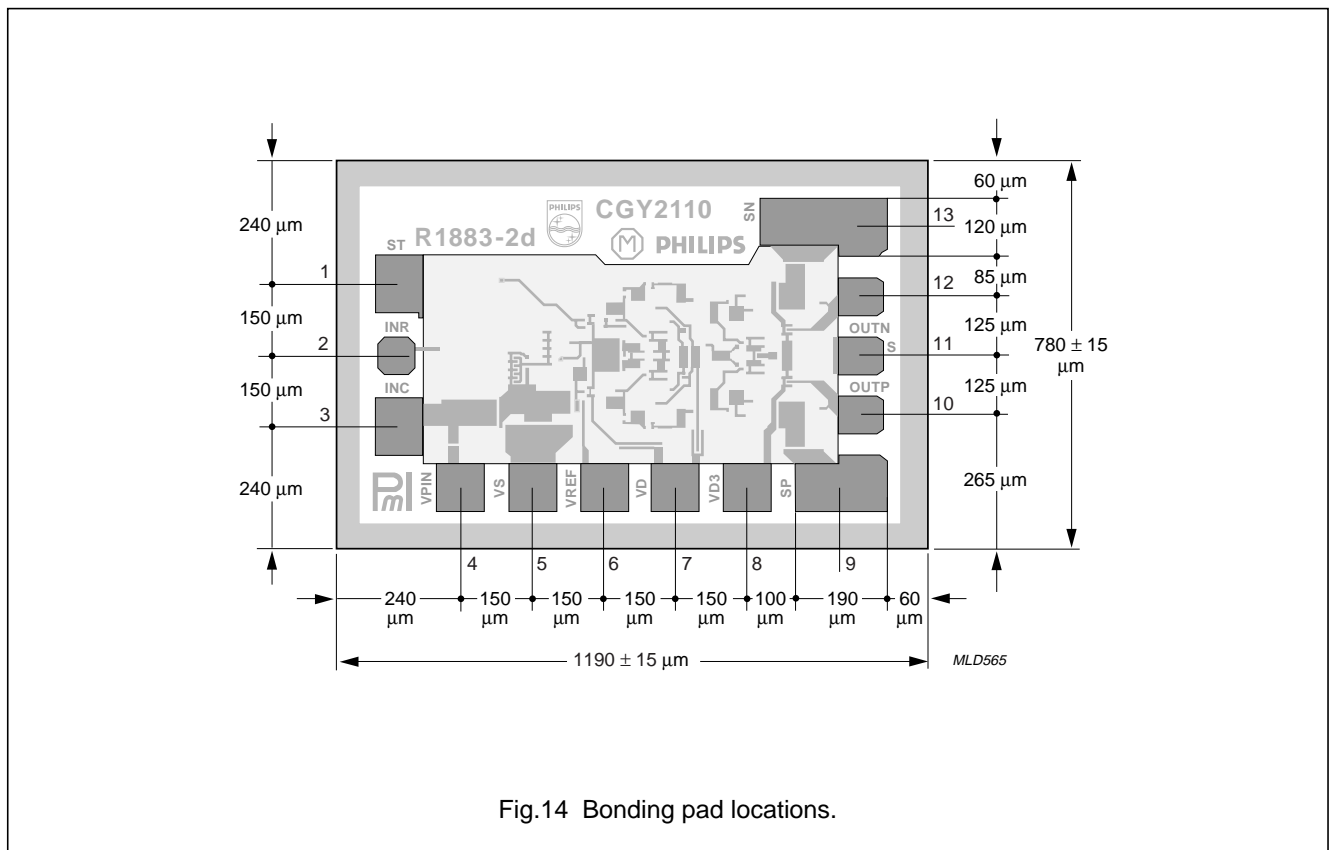 60 µm
240 µm
PHILIPS
CGY2110
SN
13
120 µm
ST
R1883-2d
M
PHILIPS
1
12
85 µm
150 µm
INR
OUTN
125 µm
2
11
S
780 ± 15 µm
INC
OUTP
150 µm
125 µm
3
10
240 µm
265 µm
Pml
VPIN
VS
VREF
VD
VD3
SP
4
5
6
7
8
9
240 µm
150 µm
150 µm
150 µm
150 µm
100 µm
190 µm
60 µm
1190 ± 15 µm
MLD565
Fig.14 Bonding pad locations.